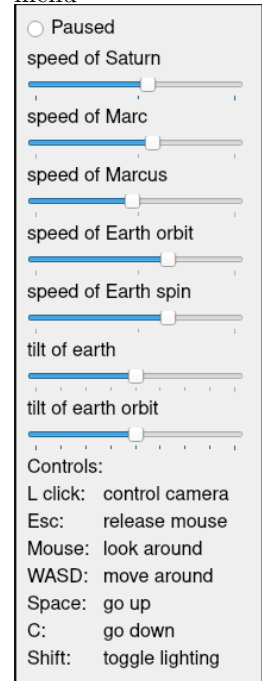 menu
Paused
speed of Saturn
speed of Marc
speed of Marcus
speed of Earth orbit
speed of Earth spin
tilt of earth
tilt of earth orbit
Controls:
L click: control camera
Esc: release mouse
Mouse: look around
WASD: move around
Space: go up
C: go down
Shift: toggle lighting